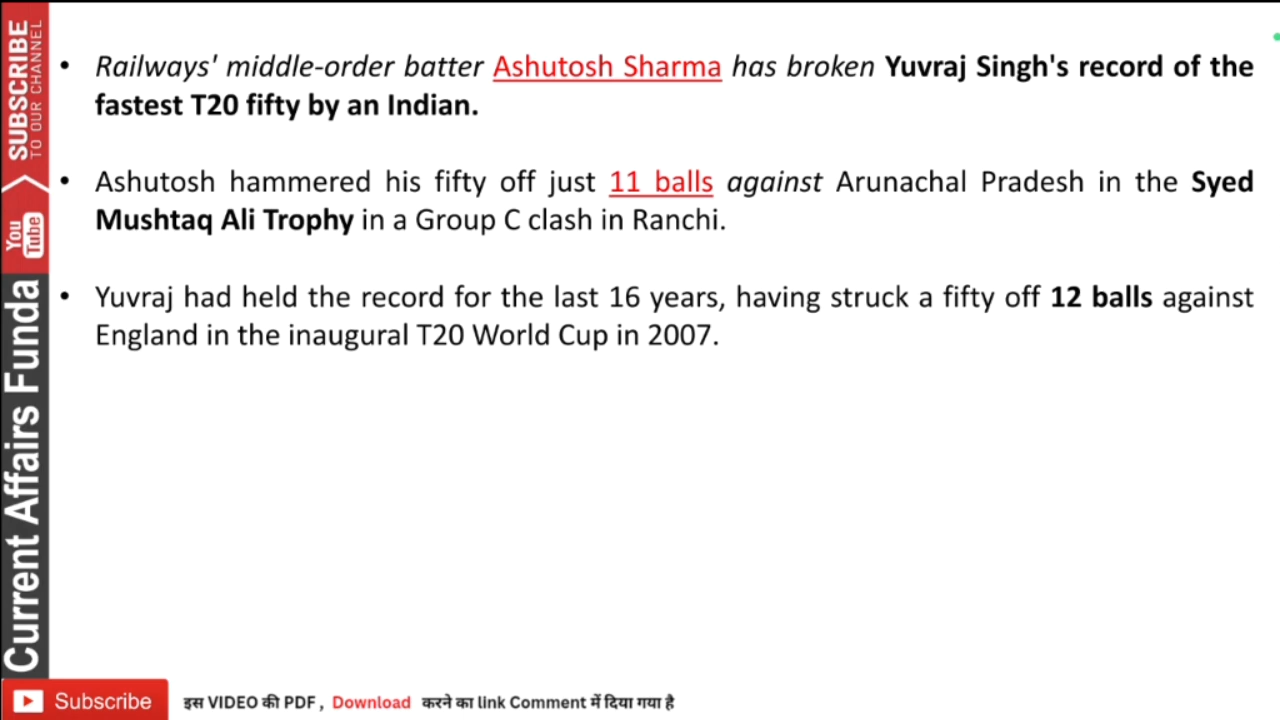 • Railways' middle-order batter Ashutosh Sharma has broken Yuvraj Singh's record of the
fastest T20 fifty by an Indian.
• Ashutosh hammered his fifty off just 11 balls against Arunachal Pradesh in the Syed
Mushtaq Ali Trophy in a Group C clash in Ranchi.
• Yuvraj had held the record for the last 16 years, having struck a fifty off 12 balls against
England in the inaugural T20 World Cup in 2007.
SUBSCRIBE
TO OUR CHANNEL
You
Tube
Current Affairs Funda
Subscribe
इस VIDEO की PDF , Download करने का link Comment में दिया गया है